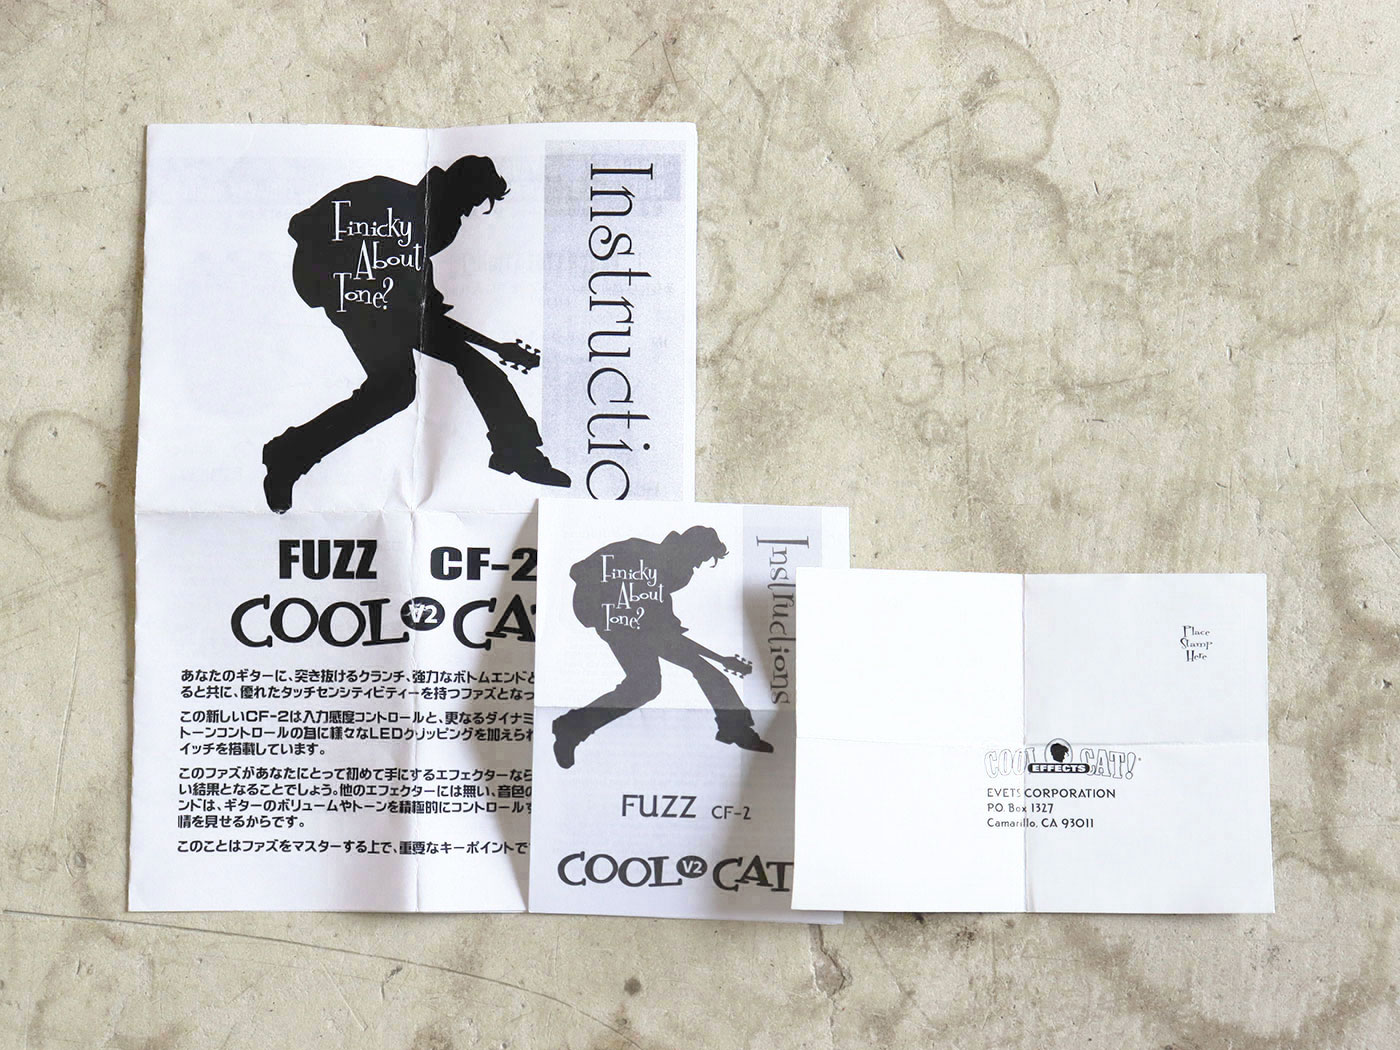 Finicky
About
Tone?
Instructio
FUZZ CF-2
COOL V2 CAT
あなたのギターに、突き抜けるクランチ、強力なボトムエンドと
ると共に、優れたタッチセンシティビティーを持つファズとなっ
この新しいCF-2は入力感度コントロールと、更なるダイナミ
トーンコントロールの為に様々なLEDクリッピングを加えられ
イッチを搭載しています。
このファズがあなたにとって初めて手にするエフェクターなら
い結果となることでしょう。他のエフェクターには無い、音色の
ンドは、ギターのボリュームやトーンを積極的にコントロールす
情を見せるからです。
このことはファズをマスターする上で、重要なキーポイントで
Finicky
About
Tone?
Instructions
FUZZ CF-2
COOL V2 CAT
Place
Stamp
Here
COOL CAT!
EFFECTS
EVETS CORPORATION
PO. Box 1327
Camarillo, CA 93011